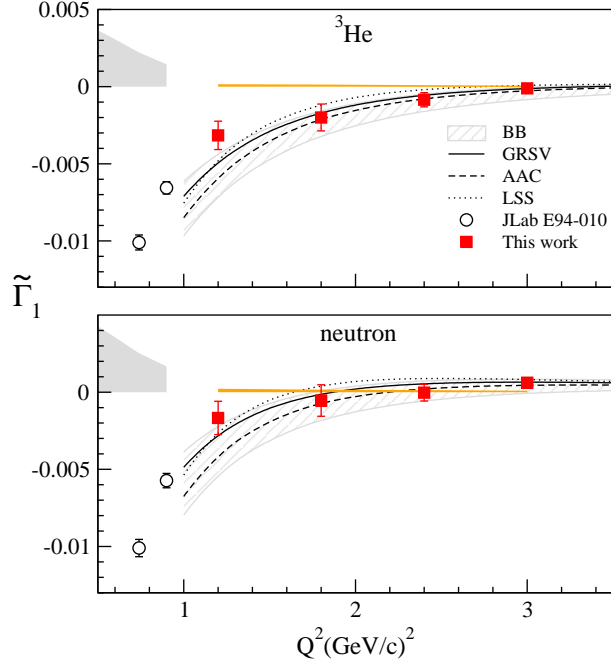 0.005
³He
0
-0.005
-0.01
BB
GRSV
AAC
LSS
JLab E94-010
This work
Γ̃₁
neutron
0
-0.005
-0.01
1
2
3
Q²(GeV/c)²